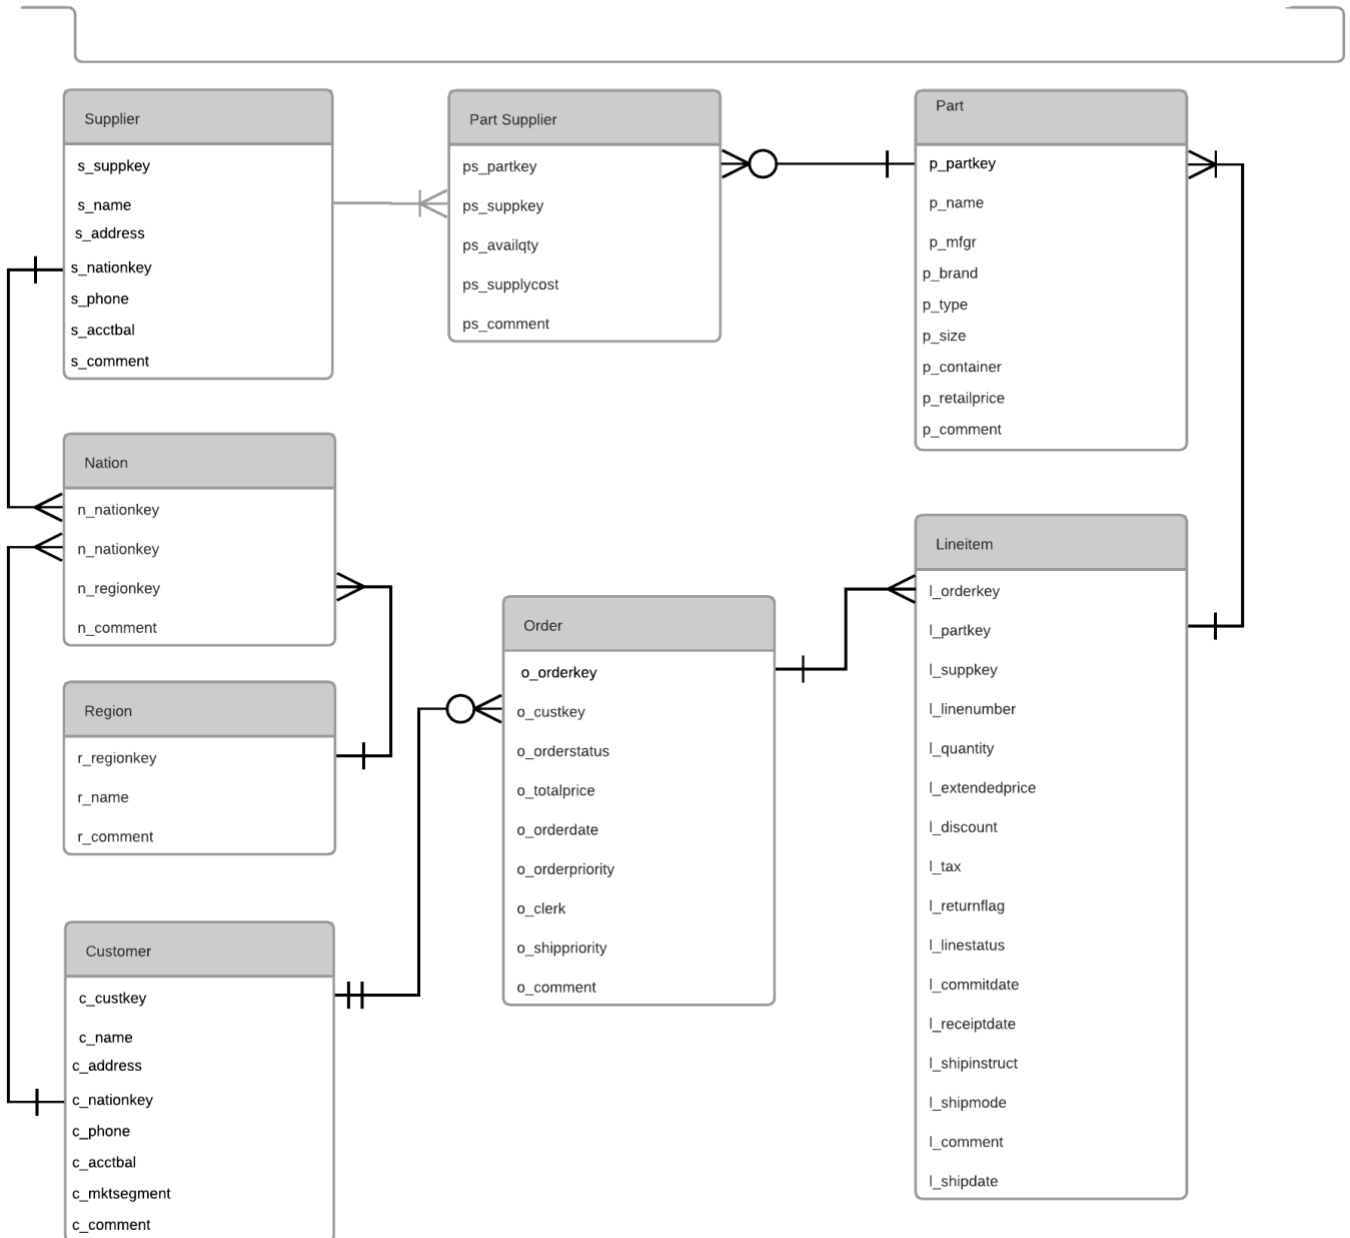 Supplier
s_suppkey
s_name
s_address
s_nationkey
s_phone
s_acctbal
s_comment
Part Supplier
ps_partkey
ps_suppkey
ps_availqty
ps_supplycost
ps_comment
Part
p_partkey
p_name
p_mfgr
p_brand
p_type
p_size
p_container
p_retailprice
p_comment
Nation
n_nationkey
n_nationkey
n_regionkey
n_comment
Region
r_regionkey
r_name
r_comment
Customer
c_custkey
c_name
c_address
c_nationkey
c_phone
c_acctbal
c_mktsegment
c_comment
Order
o_orderkey
o_custkey
o_orderstatus
o_totalprice
o_orderdate
o_orderpriority
o_clerk
o_shippriority
o_comment
Lineitem
l_orderkey
l_partkey
l_suppkey
l_linenumber
l_quantity
l_extendedprice
l_discount
l_tax
l_returnflag
l_linestatus
l_commitdate
l_receiptdate
l_shipinstruct
l_shipmode
l_comment
l_shipdate